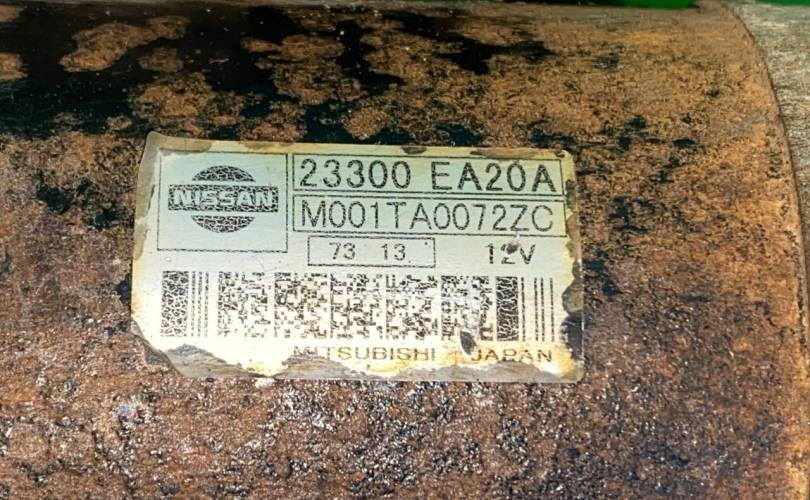 NISSAN
23300 EA20A
M001TA0072ZC
73 13 12V
MITSUBISHI JAPAN